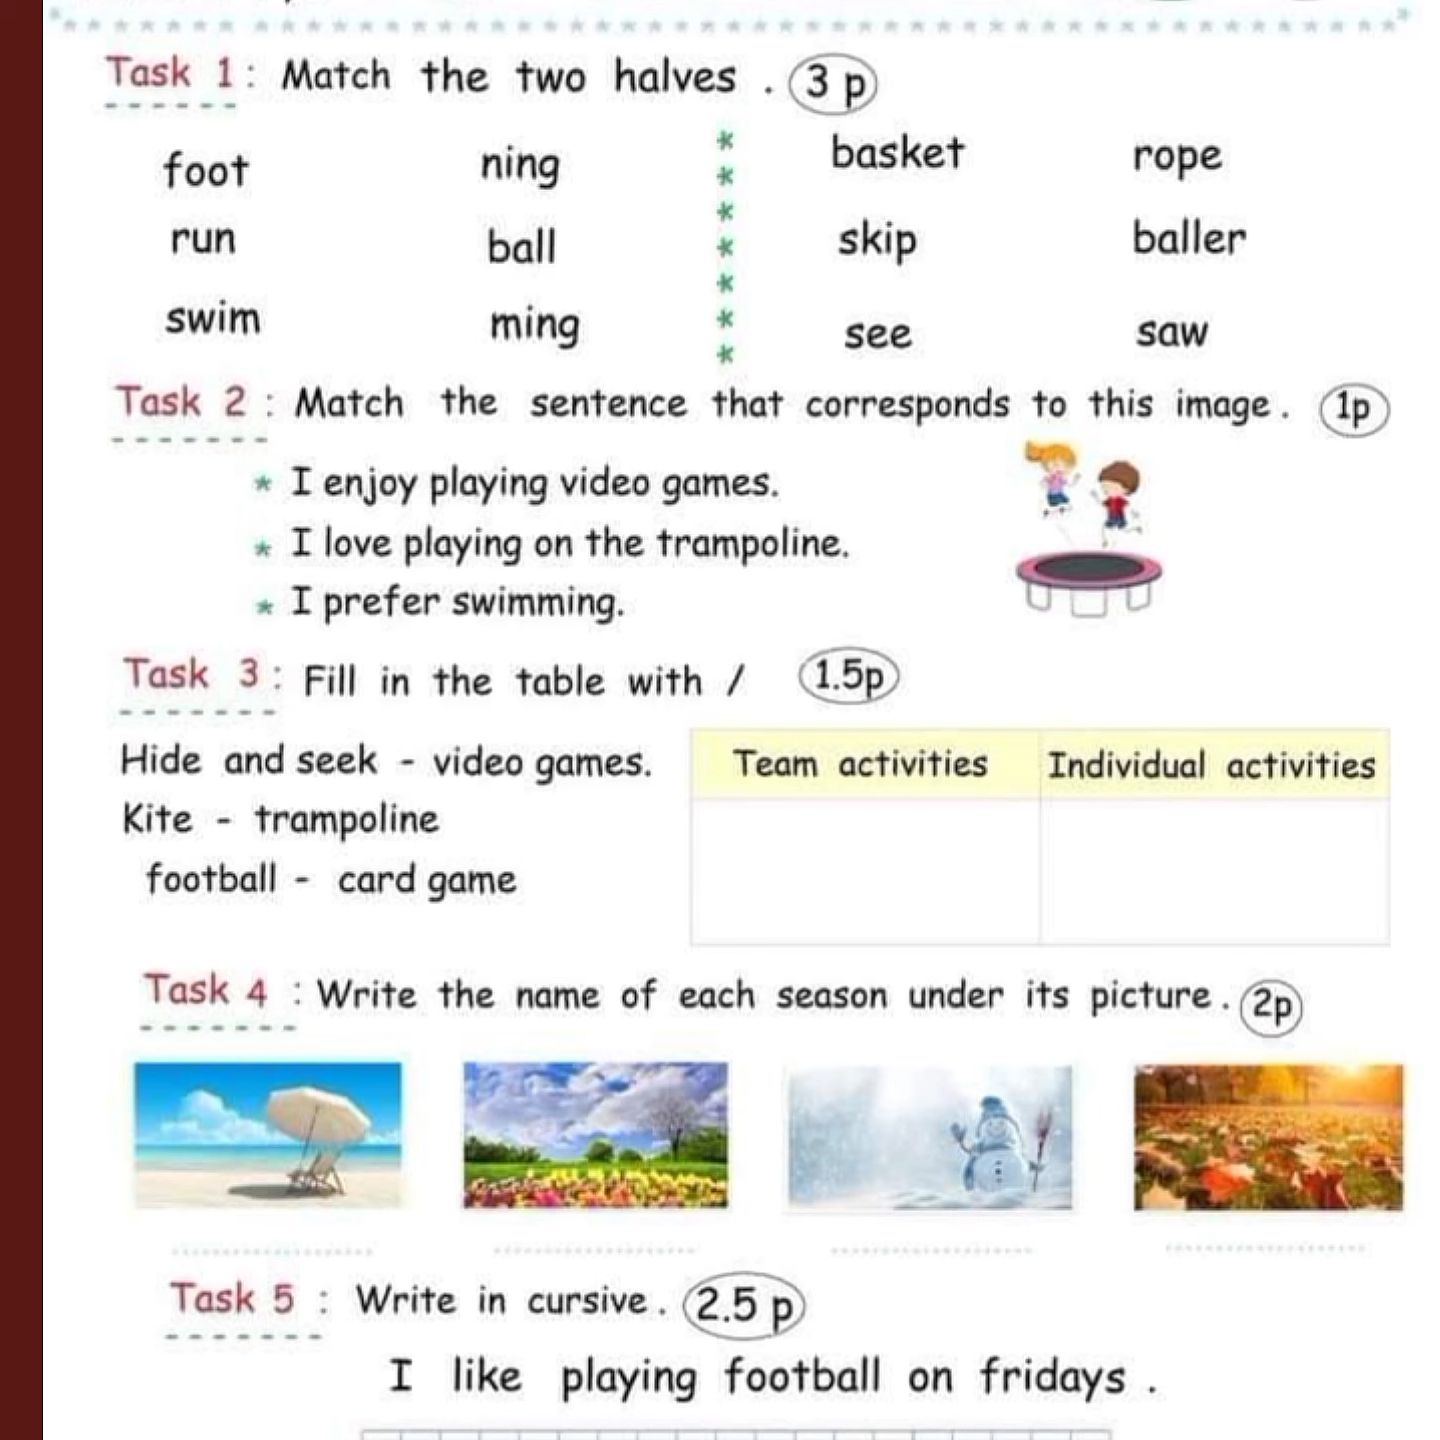 Task 1 : Match the two halves . 3 p
foot ning * basket rope
run ball * skip baller
swim ming * see saw
Task 2 : Match the sentence that corresponds to this image . 1p
* I enjoy playing video games.
* I love playing on the trampoline.
* I prefer swimming.
Task 3 : Fill in the table with / 1.5p
Hide and seek - video games.
Kite - trampoline
football - card game
Team activities Individual activities
Task 4 : Write the name of each season under its picture . 2p
Task 5 : Write in cursive . 2.5 p
I like playing football on fridays .